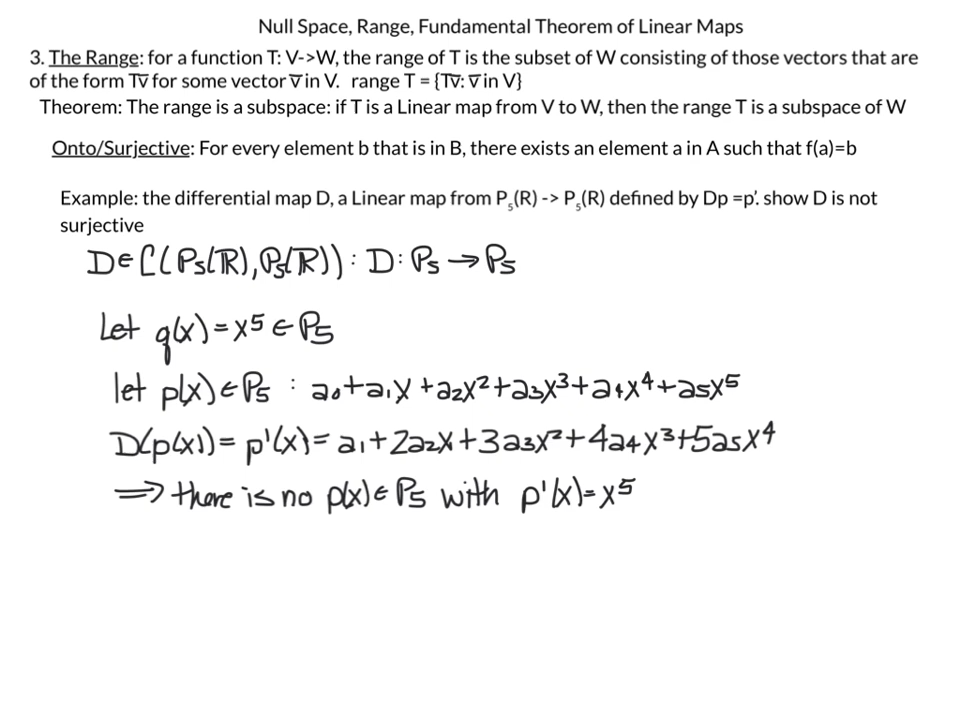 Null Space, Range, Fundamental Theorem of Linear Maps
3. The Range: for a function T: V->W, the range of T is the subset of W consisting of those vectors that are
of the form Tv̅ for some vector v̅ in V. range T = {Tv̅: v̅ in V}
Theorem: The range is a subspace: if T is a Linear map from V to W, then the range T is a subspace of W
Onto/Surjective: For every element b that is in B, there exists an element a in A such that f(a)=b
Example: the differential map D, a Linear map from P₅(R) -> P₅(R) defined by Dp =p'. show D is not
surjective
D∈ℒ(P₅(ℝ),P₅(ℝ)) : D: P₅ → P₅
Let q(x)=x⁵ ∈ P₅
let p(x)∈P₅ : a₀+a₁x+a₂x²+a₃x³+a₄x⁴+a₅x⁵
D(p(x))= p'(x)= a₁+2a₂x+3a₃x²+4a₄x³+5a₅x⁴
⟹ there is no p(x)∈P₅ with p'(x)=x⁵